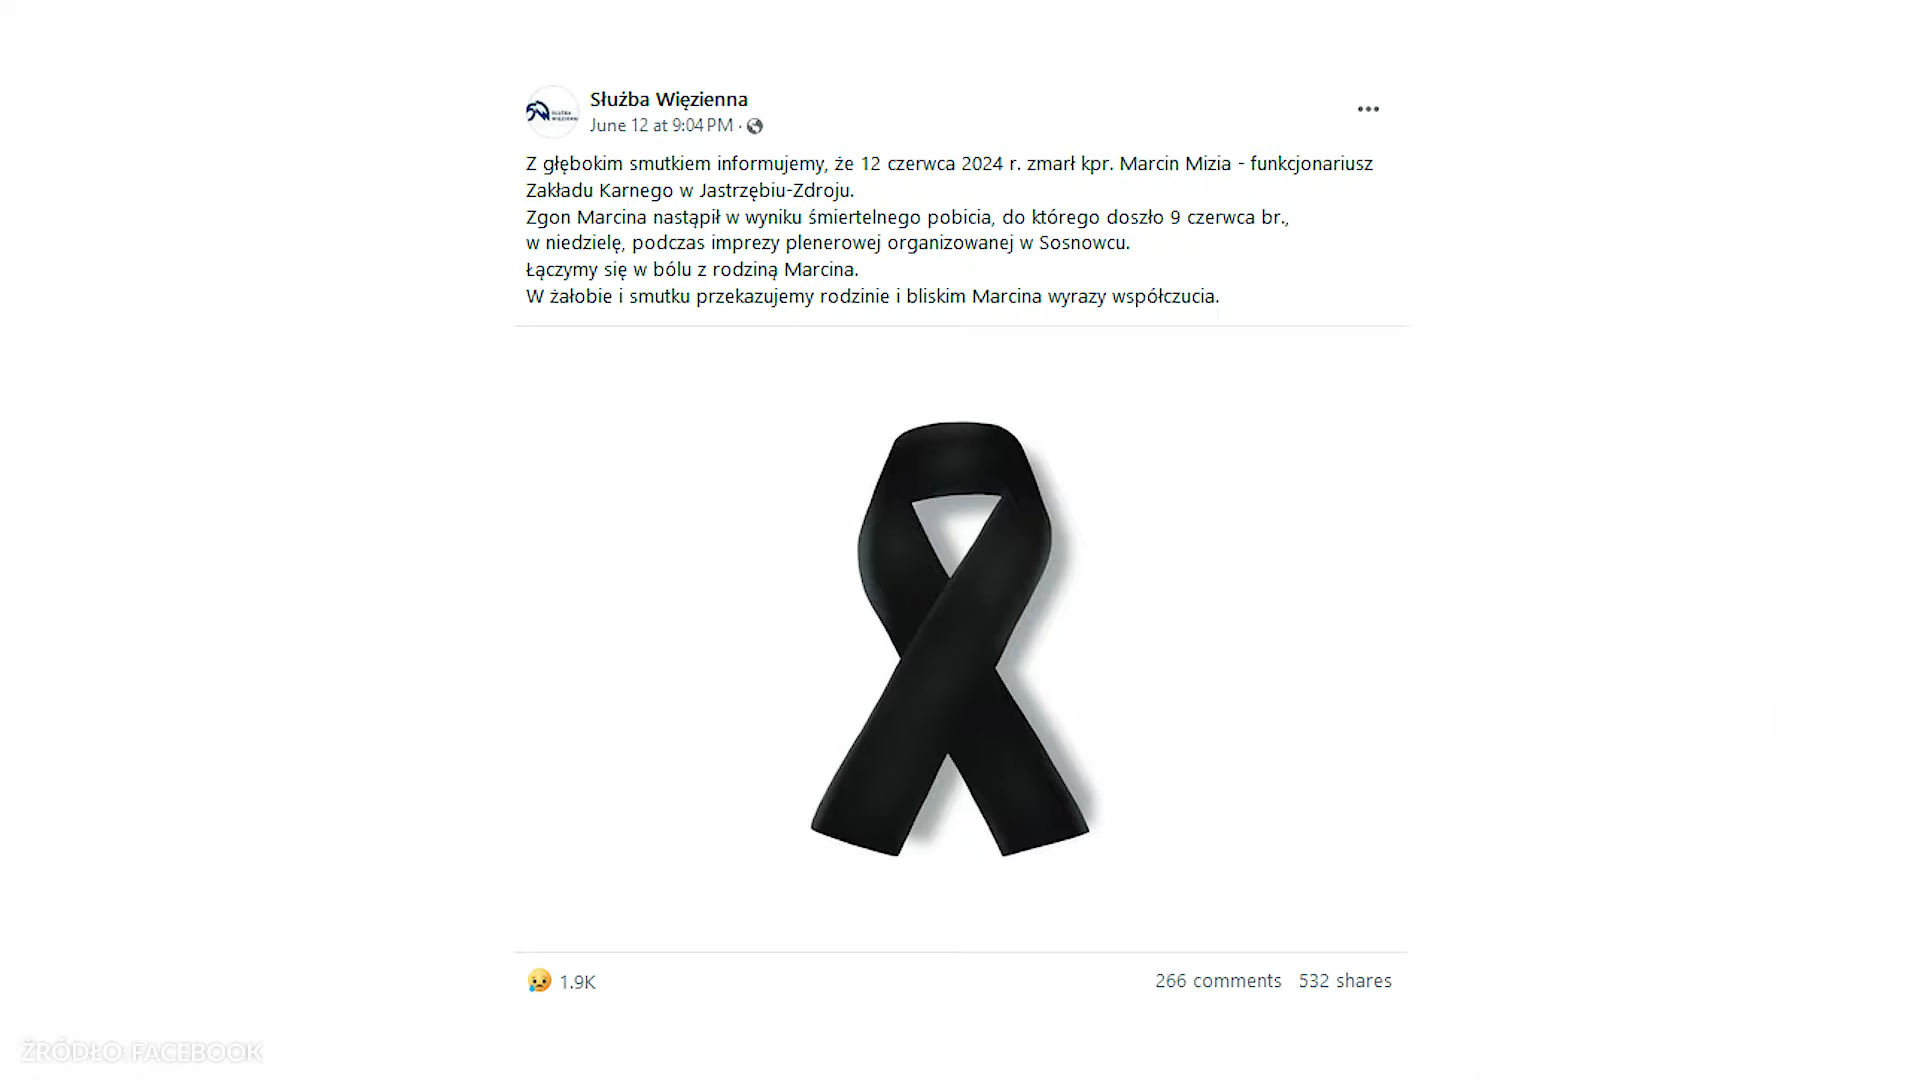 Służba Więzienna
June 12 at 9:04 PM ·
SŁUŻBA
WIĘZIENNA
Z głębokim smutkiem informujemy, że 12 czerwca 2024 r. zmarł kpr. Marcin Mizia - funkcjonariusz
Zakładu Karnego w Jastrzębiu-Zdroju.
Zgon Marcina nastąpił w wyniku śmiertelnego pobicia, do którego doszło 9 czerwca br.,
w niedzielę, podczas imprezy plenerowej organizowanej w Sosnowcu.
Łączymy się w bólu z rodziną Marcina.
W żałobie i smutku przekazujemy rodzinie i bliskim Marcina wyrazy współczucia.
1.9K
266 comments 532 shares
ŹRÓDŁO: FACEBOOK